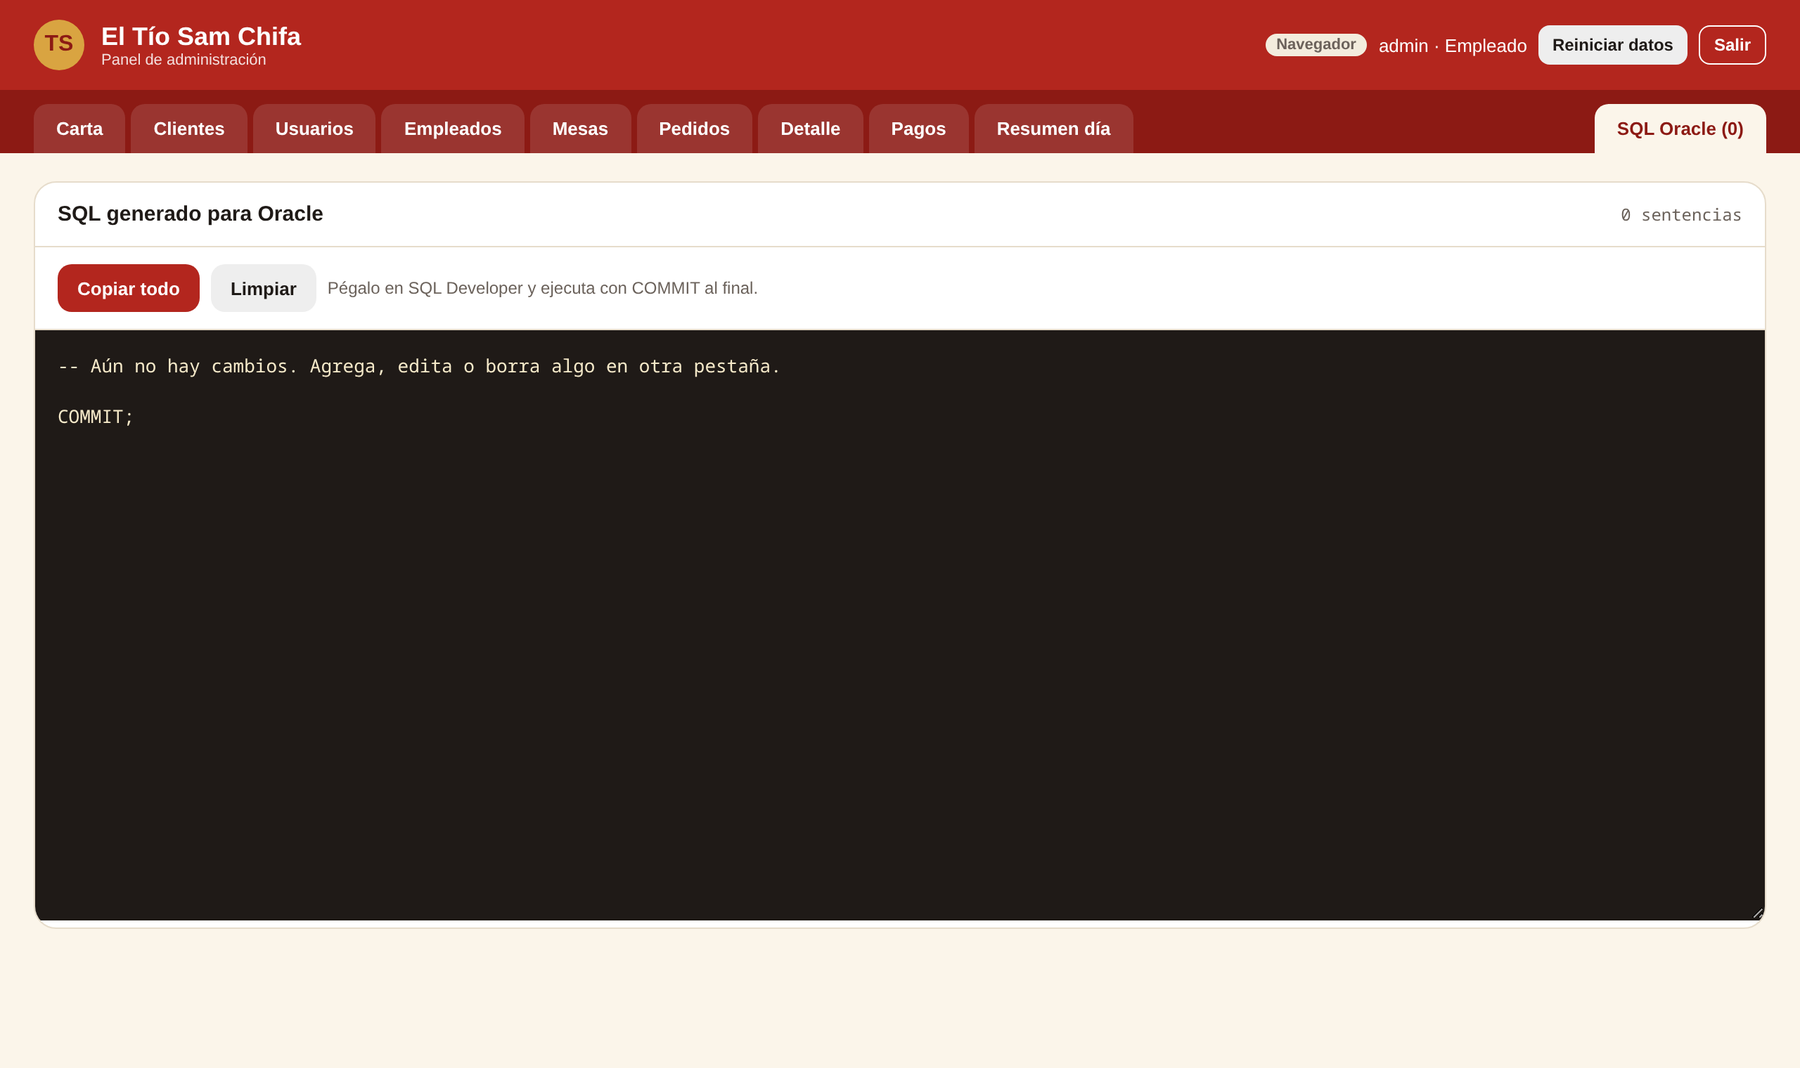 TS
El Tío Sam Chifa
Panel de administración
Navegador
admin · Empleado
Reiniciar datos
Salir
Carta
Clientes
Usuarios
Empleados
Mesas
Pedidos
Detalle
Pagos
Resumen día
SQL Oracle (0)
SQL generado para Oracle
0 sentencias
Copiar todo
Limpiar
Pégalo en SQL Developer y ejecuta con COMMIT al final.
-- Aún no hay cambios. Agrega, edita o borra algo en otra pestaña.
COMMIT;